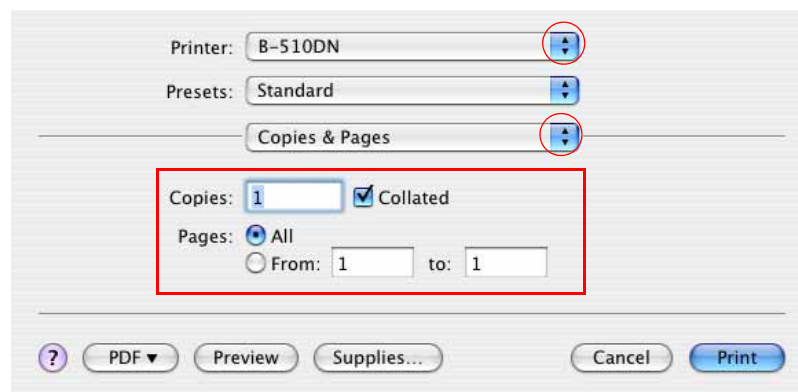 Printer: B-510DN
Presets: Standard
Copies & Pages
Copies: 1 Collated
Pages: All
From: 1 to: 1
? PDF ▼ Preview Supplies... Cancel Print